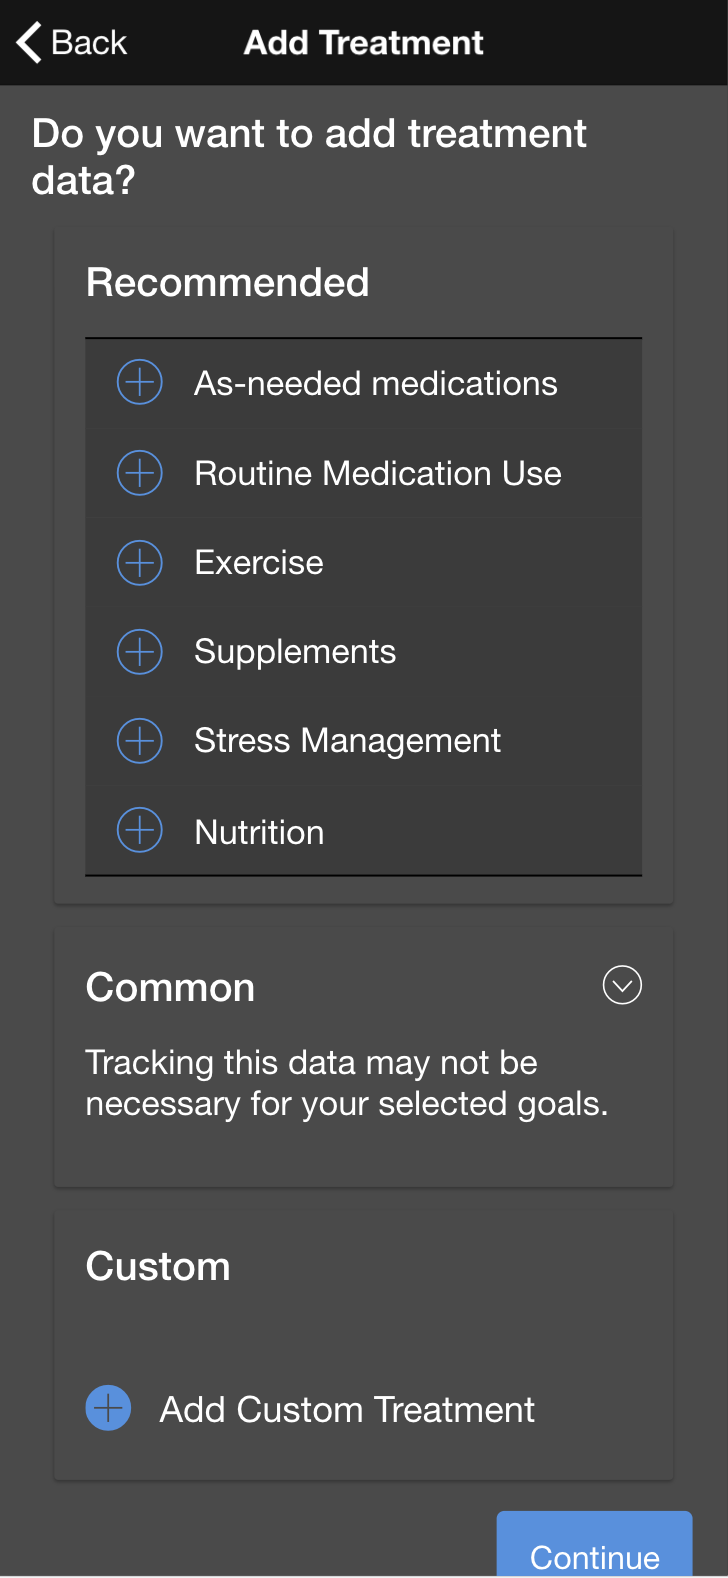 Back
Add Treatment
Do you want to add treatment
data?
Recommended
As-needed medications
Routine Medication Use
Exercise
Supplements
Stress Management
Nutrition
Common
Tracking this data may not be
necessary for your selected goals.
Custom
Add Custom Treatment
Continue